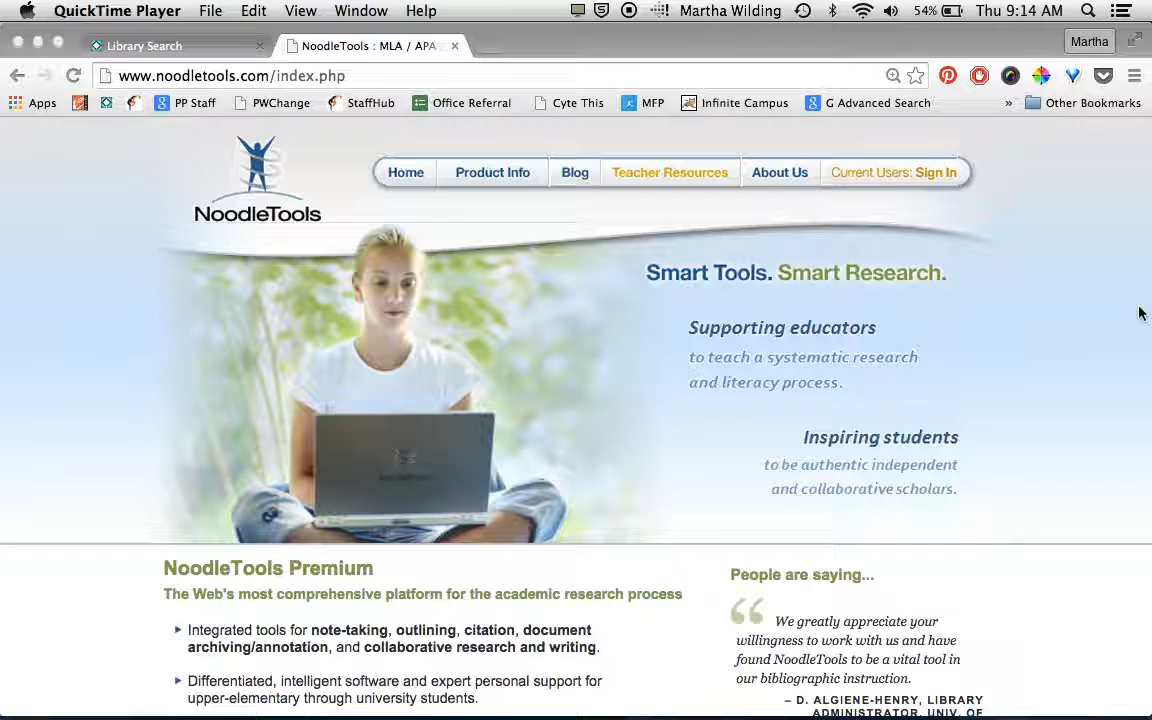 QuickTime Player File Edit View Window Help Martha Wilding 54% Thu 9:14 AM
Library Search NoodleTools : MLA / APA Martha
www.noodletools.com/index.php
Apps PP Staff PWChange StaffHub Office Referral Cyte This MFP Infinite Campus G Advanced Search » Other Bookmarks
NoodleTools
Home Product Info Blog Teacher Resources About Us Current Users: Sign In
Smart Tools. Smart Research.
Supporting educators
to teach a systematic research
and literacy process.
Inspiring students
to be authentic independent
and collaborative scholars.
NoodleTools Premium
The Web's most comprehensive platform for the academic research process
Integrated tools for note-taking, outlining, citation, document
archiving/annotation, and collaborative research and writing.
Differentiated, intelligent software and expert personal support for
upper-elementary through university students.
People are saying...
We greatly appreciate your
willingness to work with us and have
found NoodleTools to be a vital tool in
our bibliographic instruction.
– D. ALGIENE-HENRY, LIBRARY
ADMINISTRATOR, UNIV. OF